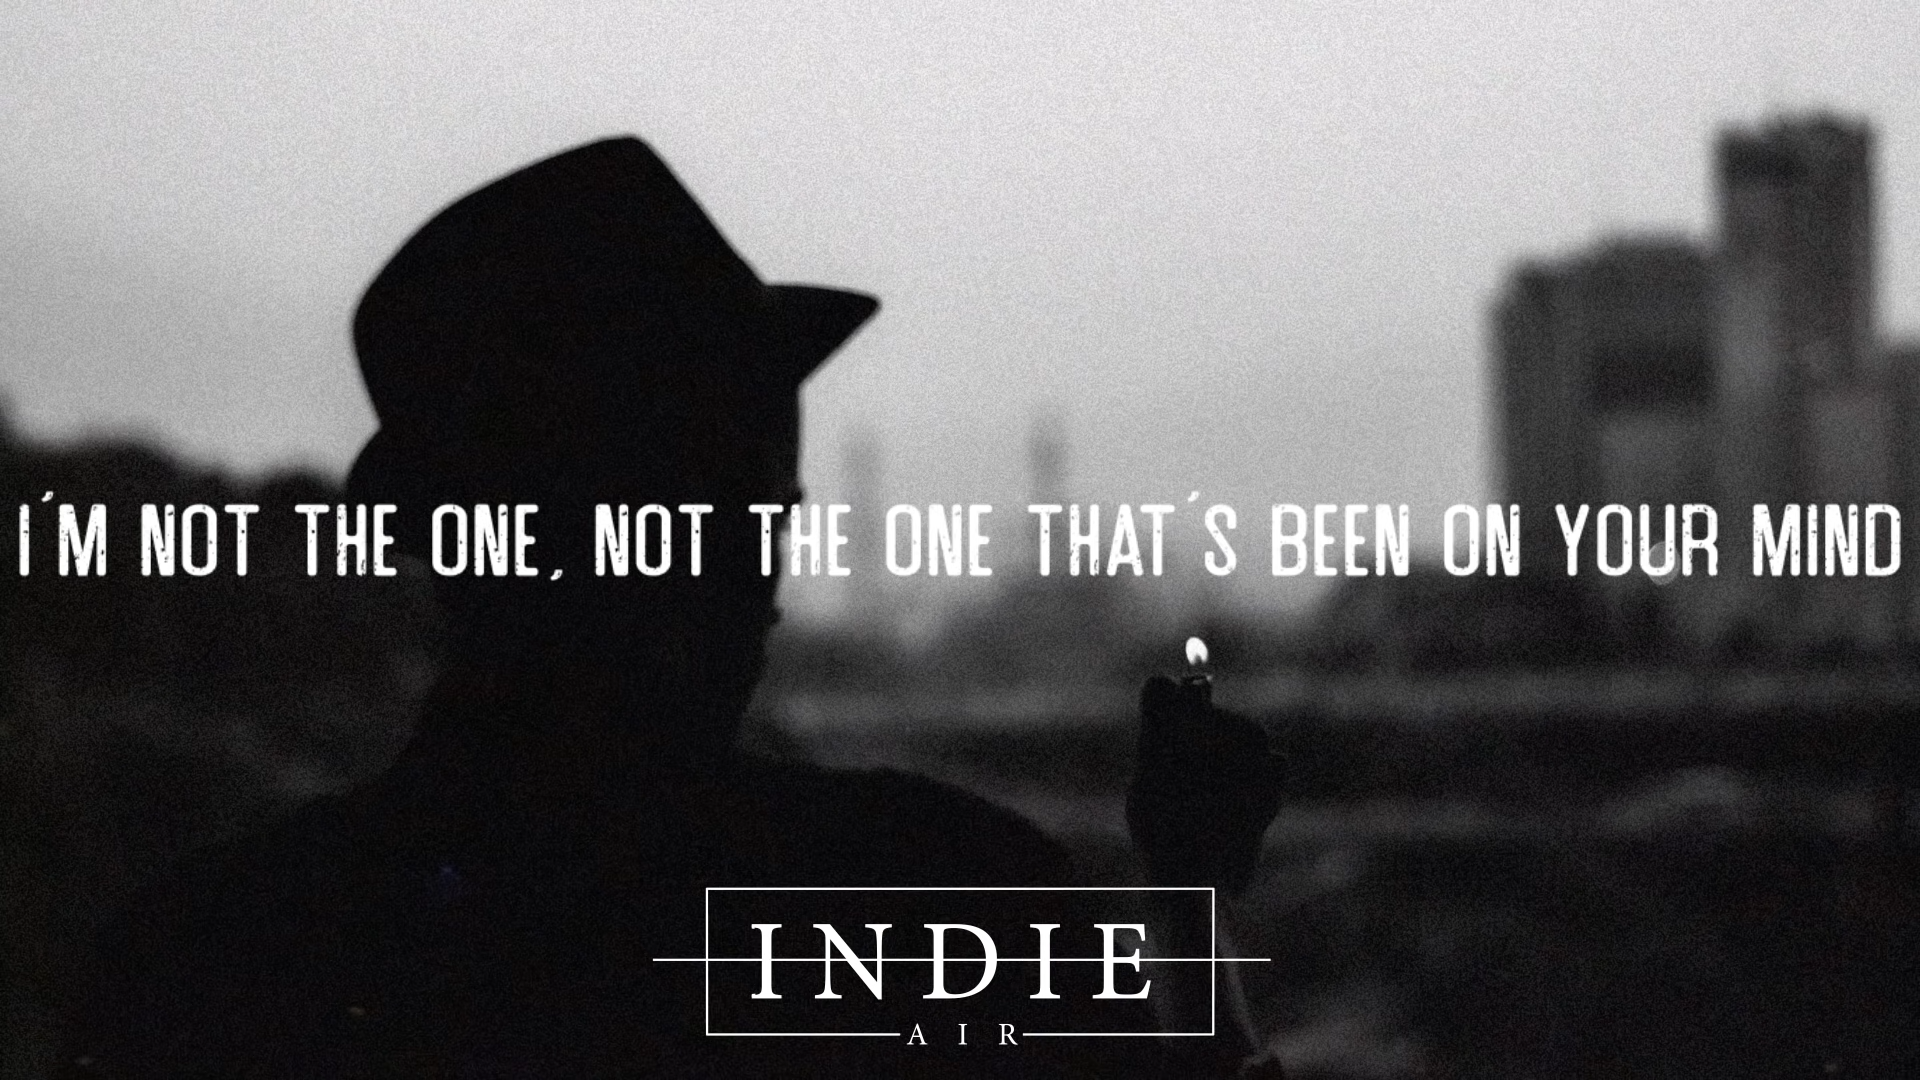 I´M NOT THE ONE, NOT THE ONE THAT´S BEEN ON YOUR MIND
INDIE
AIR